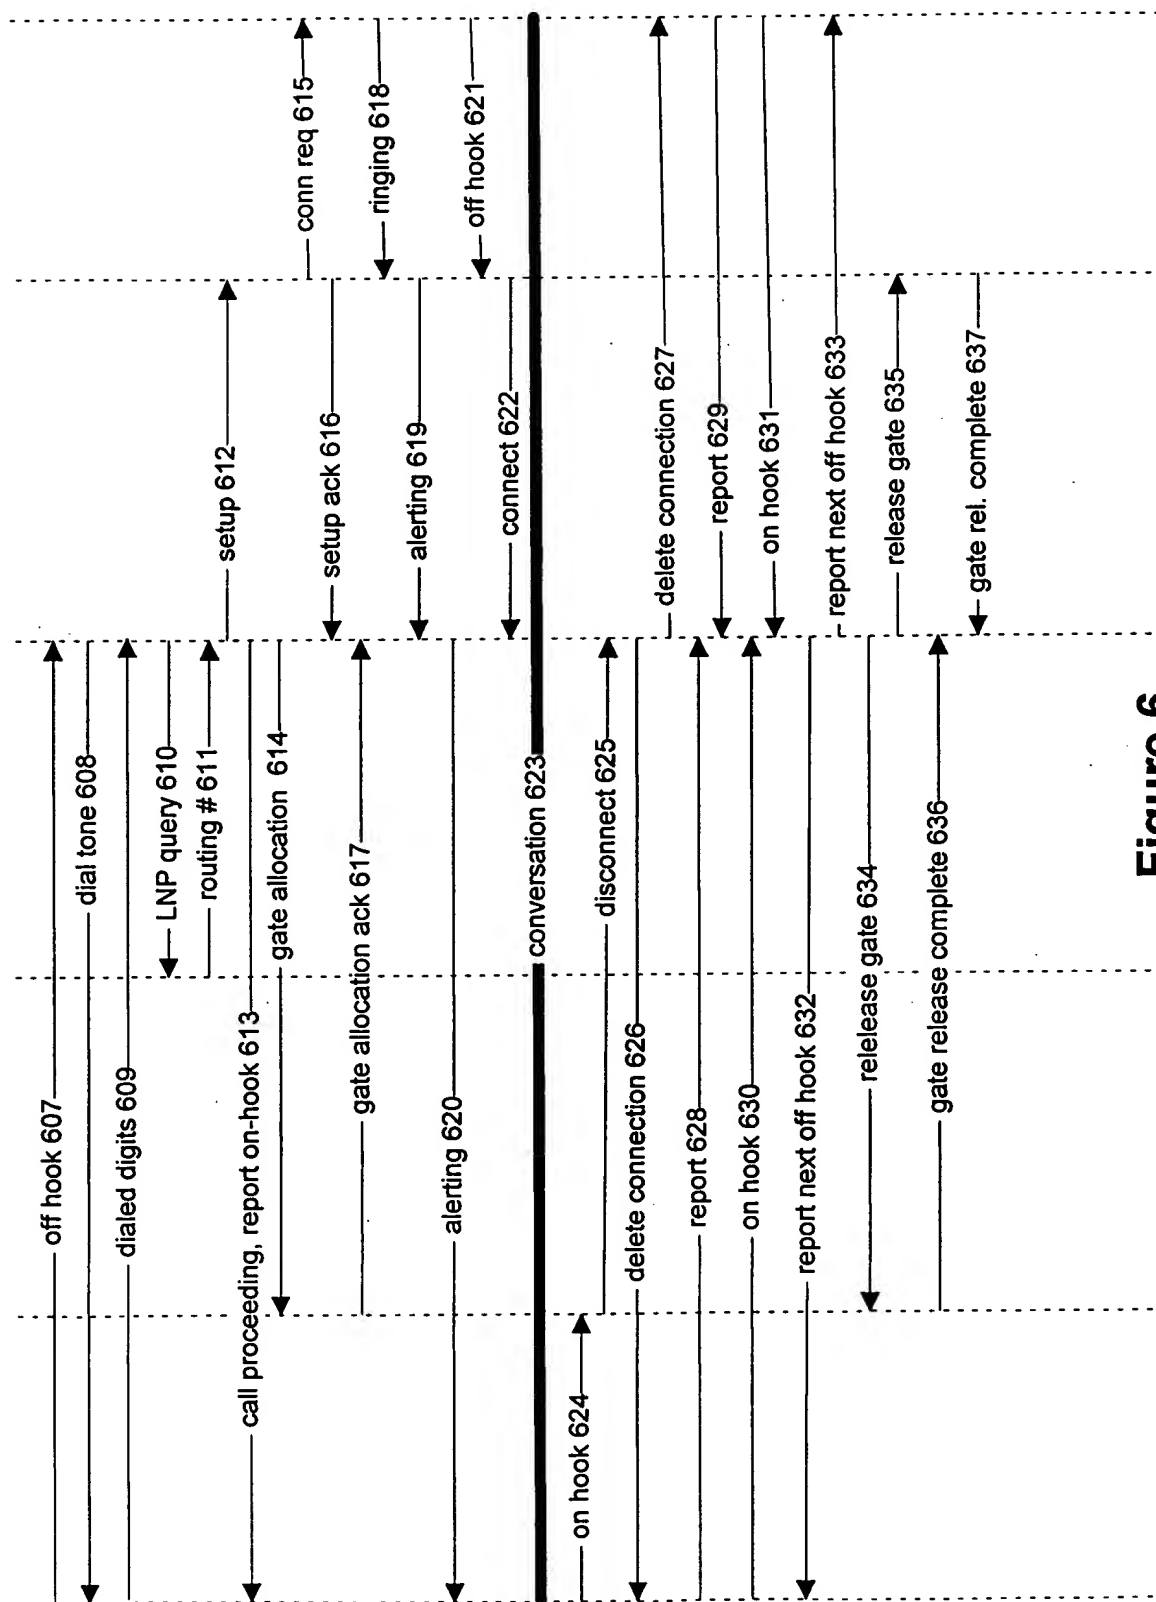 off hook 607
dial tone 608
dialed digits 609
LNP query 610
routing # 611
setup 612
call proceeding, report on-hook 613
gate allocation 614
conn req 615
setup ack 616
gate allocation ack 617
ringing 618
alerting 619
alerting 620
off hook 621
connect 622
conversation 623
on hook 624
disconnect 625
delete connection 626
delete connection 627
report 628
report 629
on hook 630
on hook 631
report next off hook 632
report next off hook 633
relelease gate 634
release gate 635
gate release complete 636
gate rel. complete 637
Figure 6